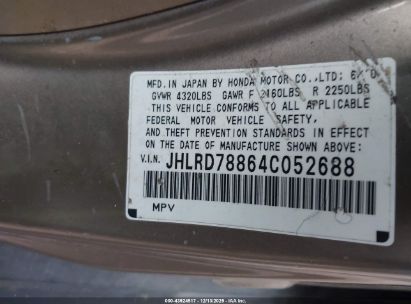 MFD.IN JAPAN BY HONDA MOTOR CO.,LTD:
GVWR 4320LBS GAWR F 2160LBS R 2250LBS
THIS VEHICLE CONFORMS TO ALL APPLICABLE
FEDERAL MOTOR VEHICLE SAFETY,
AND THEFT PREVENTION STANDARDS IN EFFECT
ON THE DATE OF MANUFACTURE SHOWN ABOVE:
V.I.N. JHLRD78864C052688
MPV